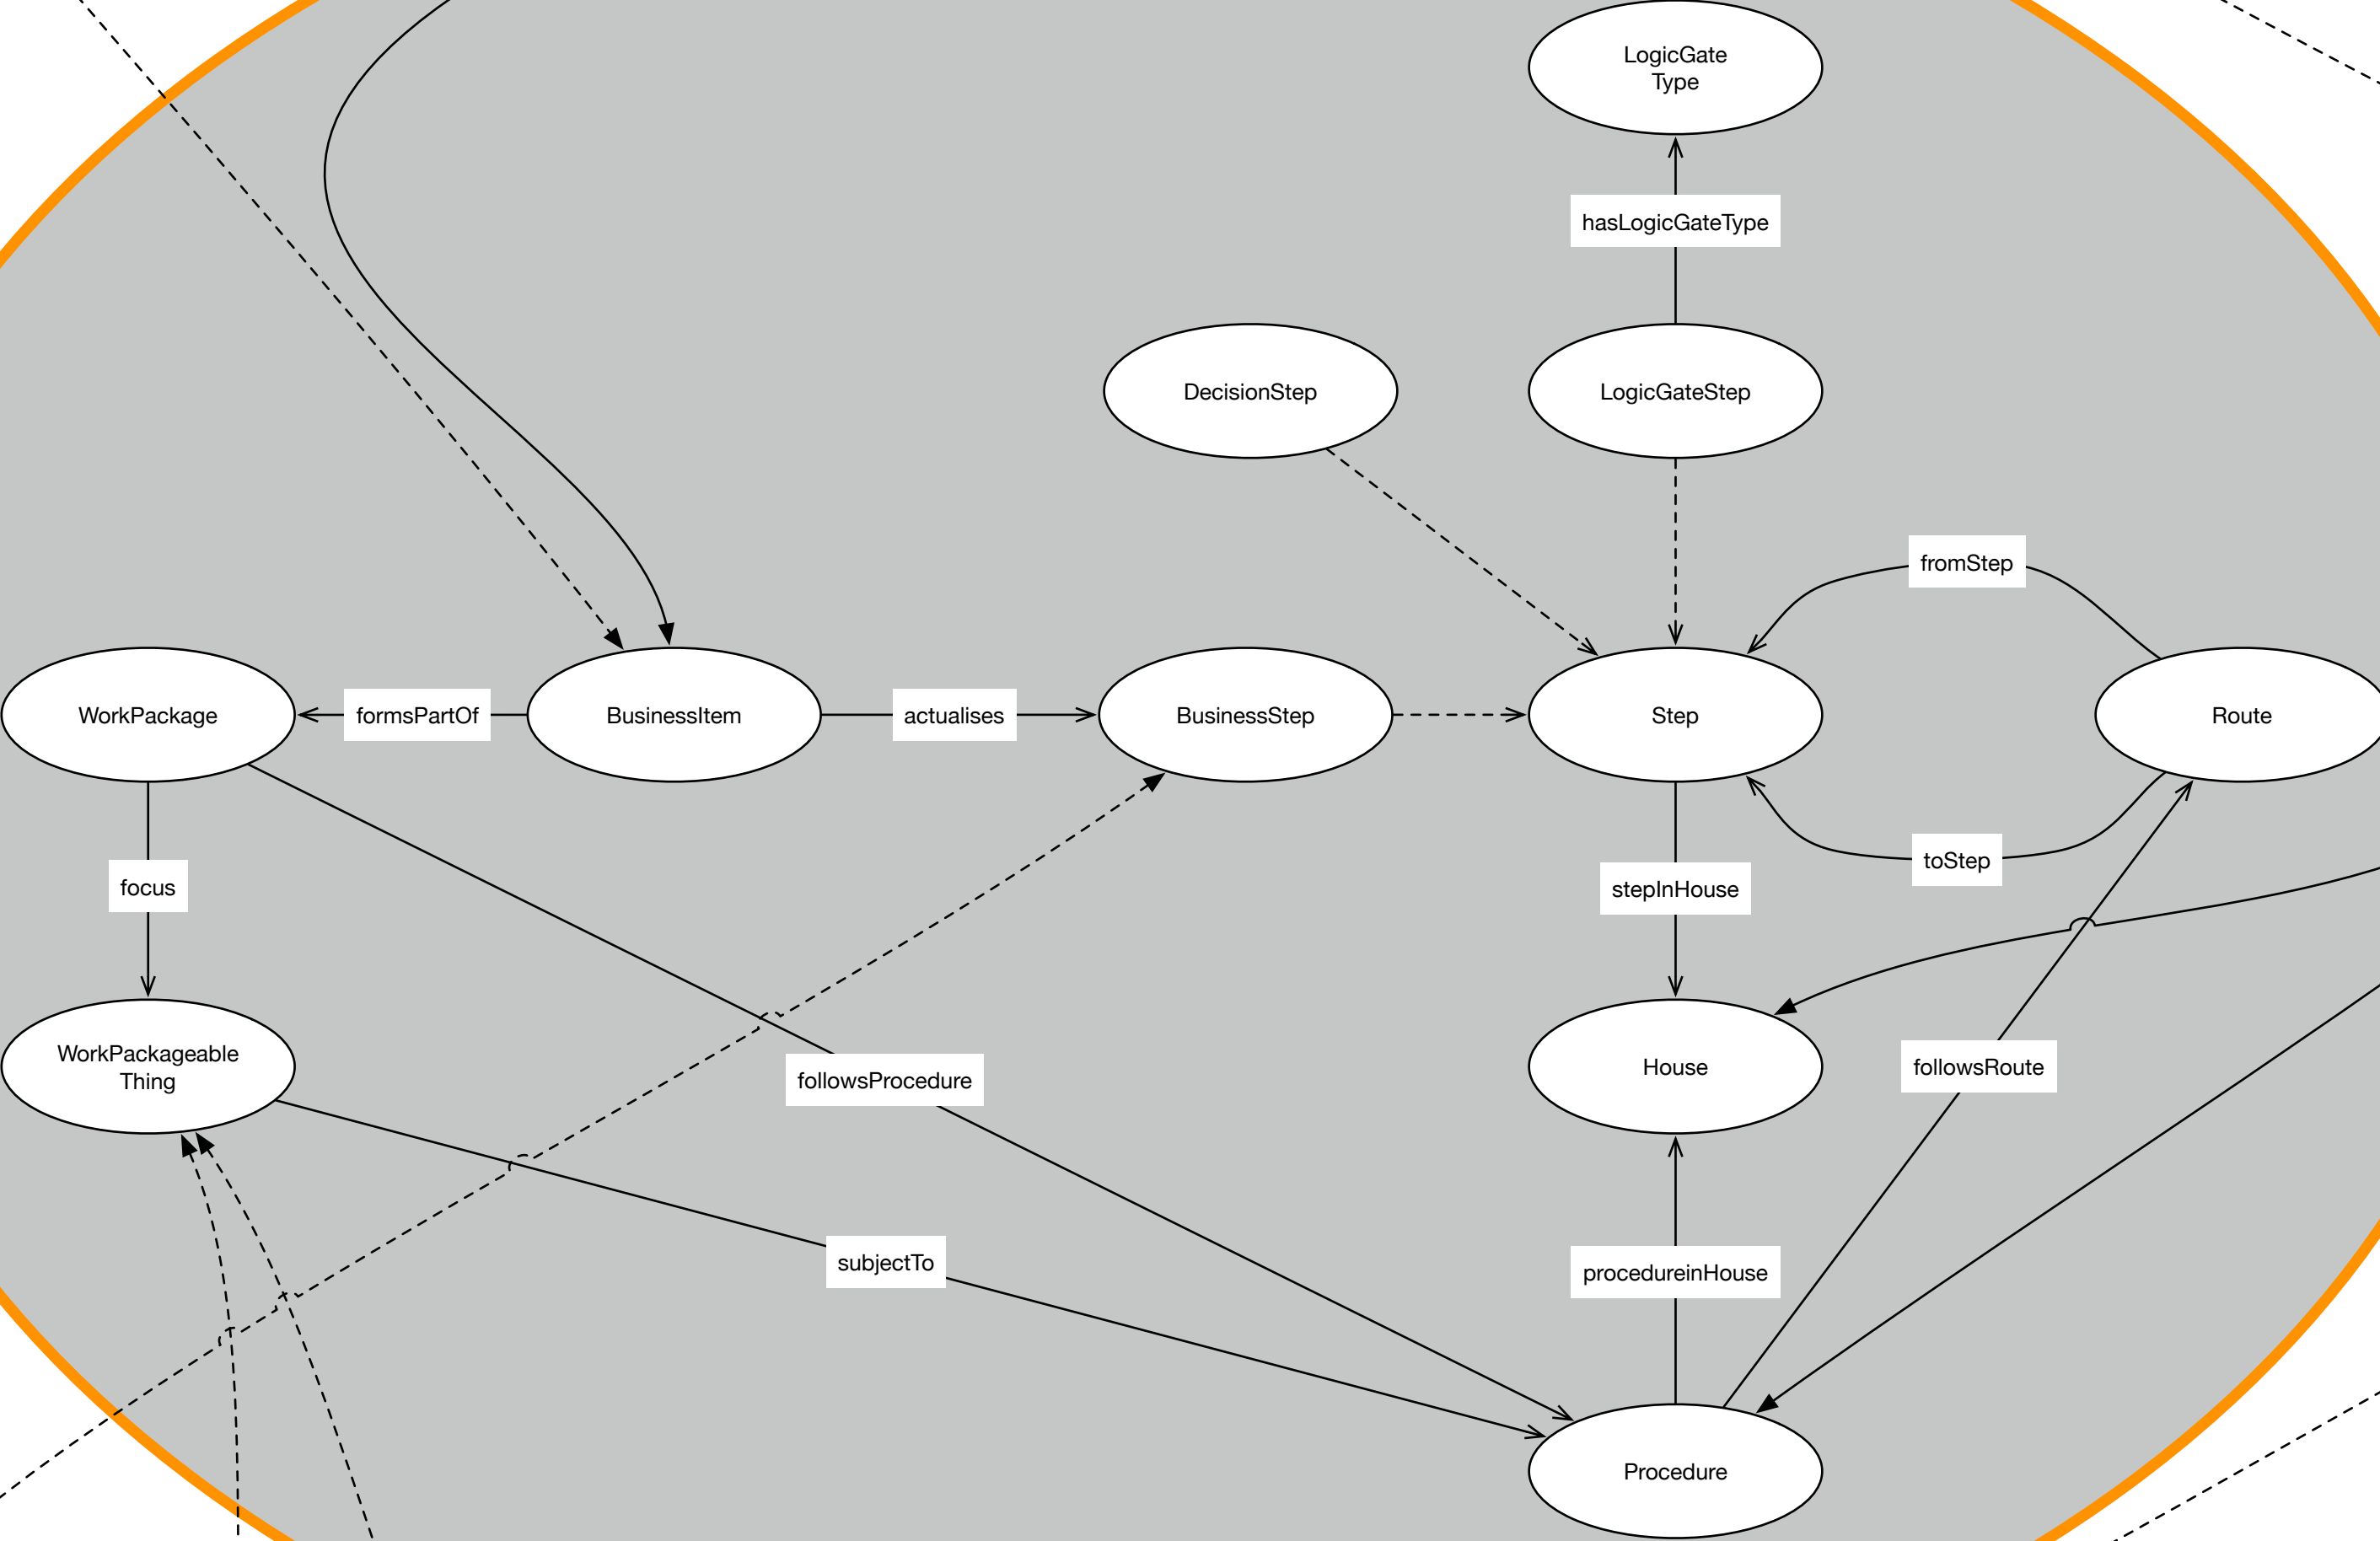 LogicGate
Type
hasLogicGateType
DecisionStep
LogicGateStep
fromStep
WorkPackage
formsPartOf
BusinessItem
actualises
BusinessStep
Step
Route
toStep
focus
stepInHouse
WorkPackageable
Thing
followsProcedure
House
followsRoute
subjectTo
procedureinHouse
Procedure